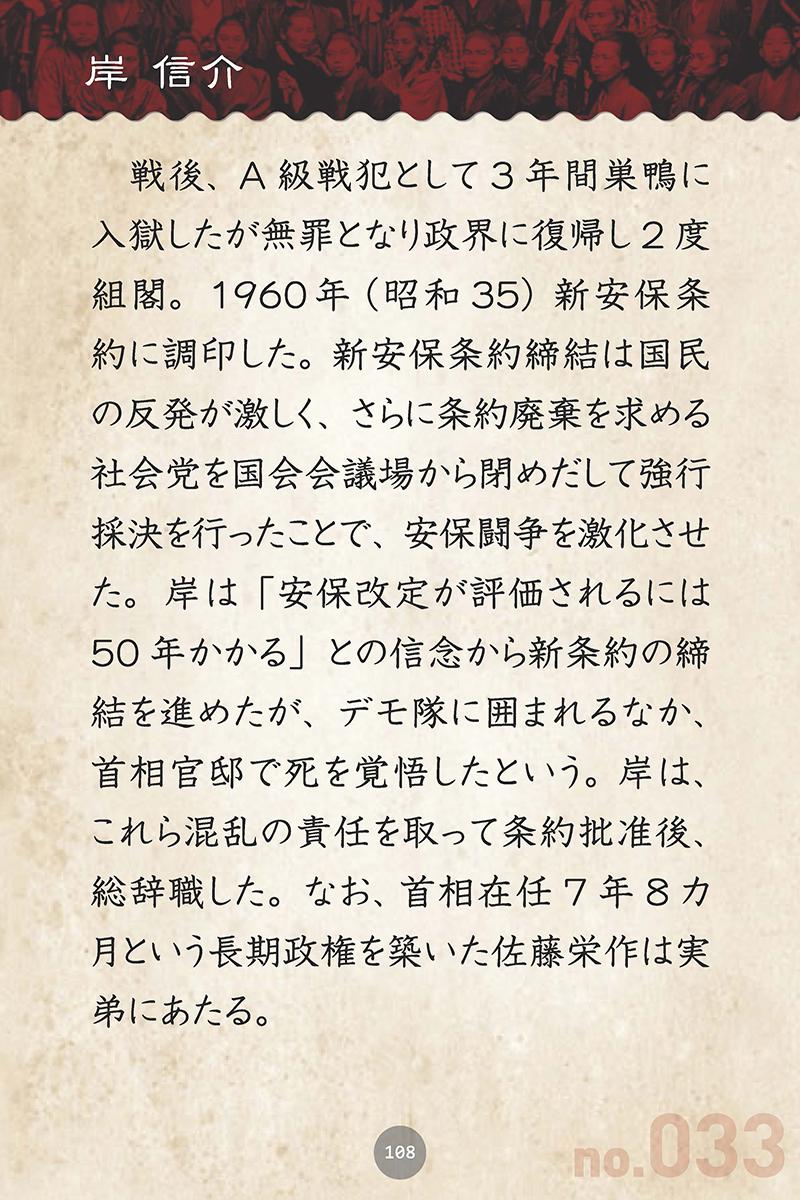 岸 信介
戦後、A級戦犯として3年間巣鴨に
入獄したが無罪となり政界に復帰し2度
組閣。1960年（昭和35）新安保条
約に調印した。新安保条約締結は国民
の反発が激しく、さらに条約廃棄を求める
社会党を国会会議場から閉めだして強行
採決を行ったことで、安保闘争を激化させ
た。岸は「安保改定が評価されるには
50年かかる」との信念から新条約の締
結を進めたが、デモ隊に囲まれるなか、
首相官邸で死を覚悟したという。岸は、
これら混乱の責任を取って条約批准後、
総辞職した。なお、首相在任7年8カ
月という長期政権を築いた佐藤栄作は実
弟にあたる。
108
no.033